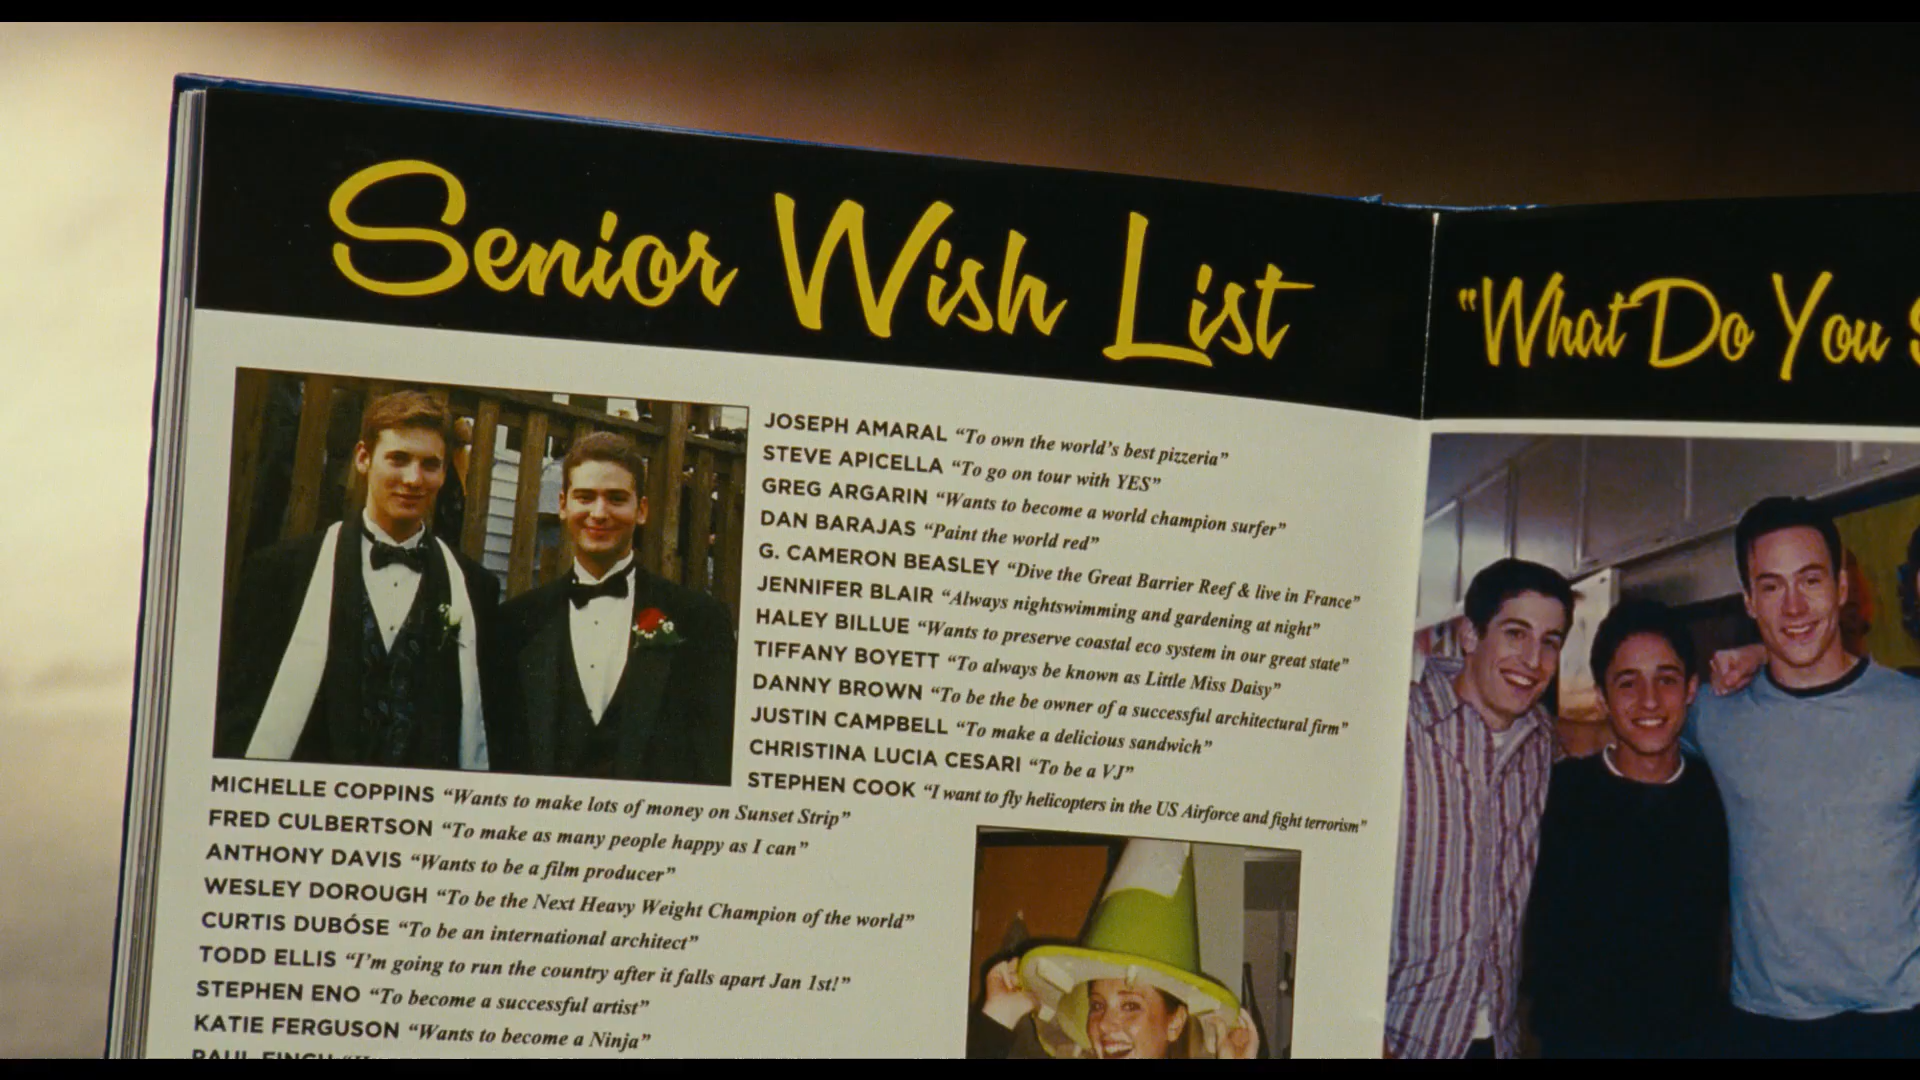 Senior Wish List
"What Do You
JOSEPH AMARAL "To own the world's best pizzeria"
STEVE APICELLA "To go on tour with YES"
GREG ARGARIN "Wants to become a world champion surfer"
DAN BARAJAS "Paint the world red"
G. CAMERON BEASLEY "Dive the Great Barrier Reef & live in France"
JENNIFER BLAIR "Always nightswimming and gardening at night"
HALEY BILLUE "Wants to preserve coastal eco system in our great state"
TIFFANY BOYETT "To always be known as Little Miss Daisy"
DANNY BROWN "To be the be owner of a successful architectural firm"
JUSTIN CAMPBELL "To make a delicious sandwich"
CHRISTINA LUCIA CESARI "To be a VJ"
STEPHEN COOK "I want to fly helicopters in the US Airforce and fight terrorism"
MICHELLE COPPINS "Wants to make lots of money on Sunset Strip"
FRED CULBERTSON "To make as many people happy as I can"
ANTHONY DAVIS "Wants to be a film producer"
WESLEY DOROUGH "To be the Next Heavy Weight Champion of the world"
CURTIS DUBÓSE "To be an international architect"
TODD ELLIS "I'm going to run the country after it falls apart Jan 1st!"
STEPHEN ENO "To become a successful artist"
KATIE FERGUSON "Wants to become a Ninja"
PAUL FINCH